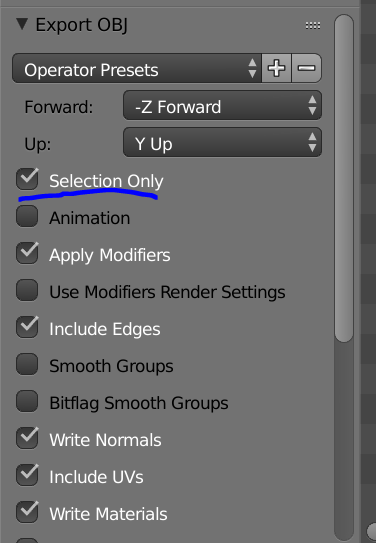 Export OBJ
Operator Presets
Forward: -Z Forward
Up: Y Up
Selection Only
Animation
Apply Modifiers
Use Modifiers Render Settings
Include Edges
Smooth Groups
Bitflag Smooth Groups
Write Normals
Include UVs
Write Materials